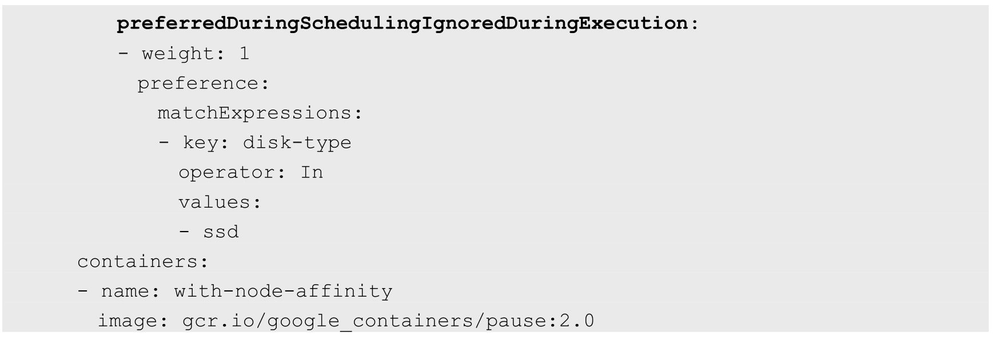 preferredDuringSchedulingIgnoredDuringExecution:
- weight: 1
preference:
matchExpressions:
- key: disk-type
operator: In
values:
- ssd
containers:
- name: with-node-affinity
image: gcr.io/google_containers/pause:2.0